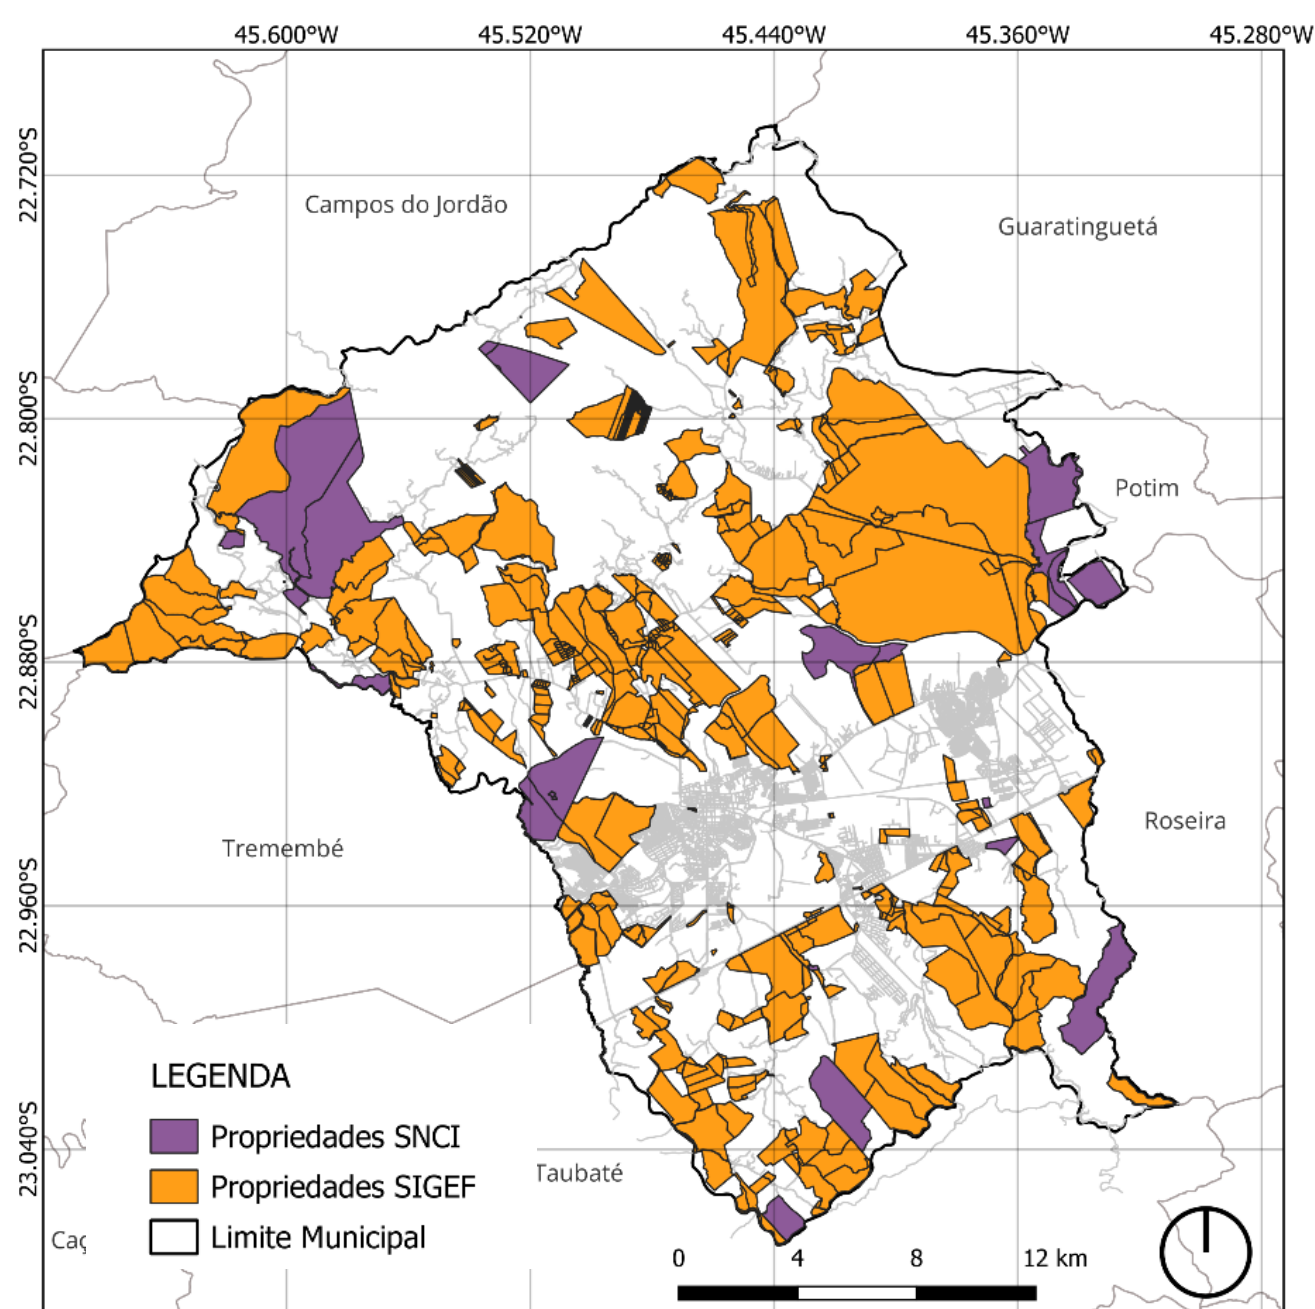 45.600°W 45.520°W 45.440°W 45.360°W 45.280°W
22.720°S
Campos do Jordão
Guaratinguetá
22.800°S
Potim
22.880°S
Roseira
Tremembé
22.960°S
LEGENDA
Propriedades SNCI
23.040°S
Taubaté
Propriedades SIGEF
Limite Municipal
Caç
0 4 8 12 km